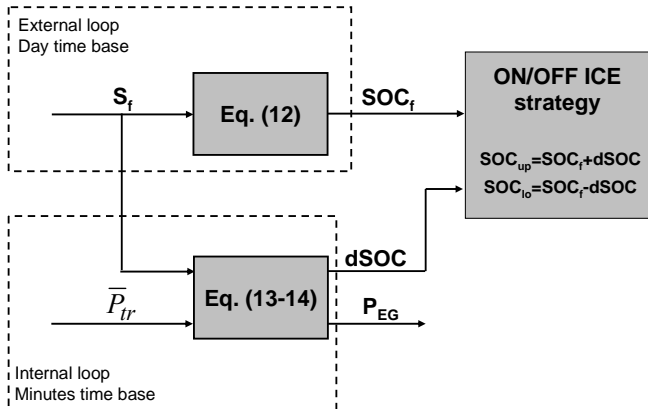 External loop
Day time base
S_f
Eq. (12)
SOC_f
ON/OFF ICE
strategy
SOC_up=SOC_f+dSOC
SOC_lo=SOC_f-dSOC
dSOC
Eq. (13-14)
P̅_tr
P_EG
Internal loop
Minutes time base